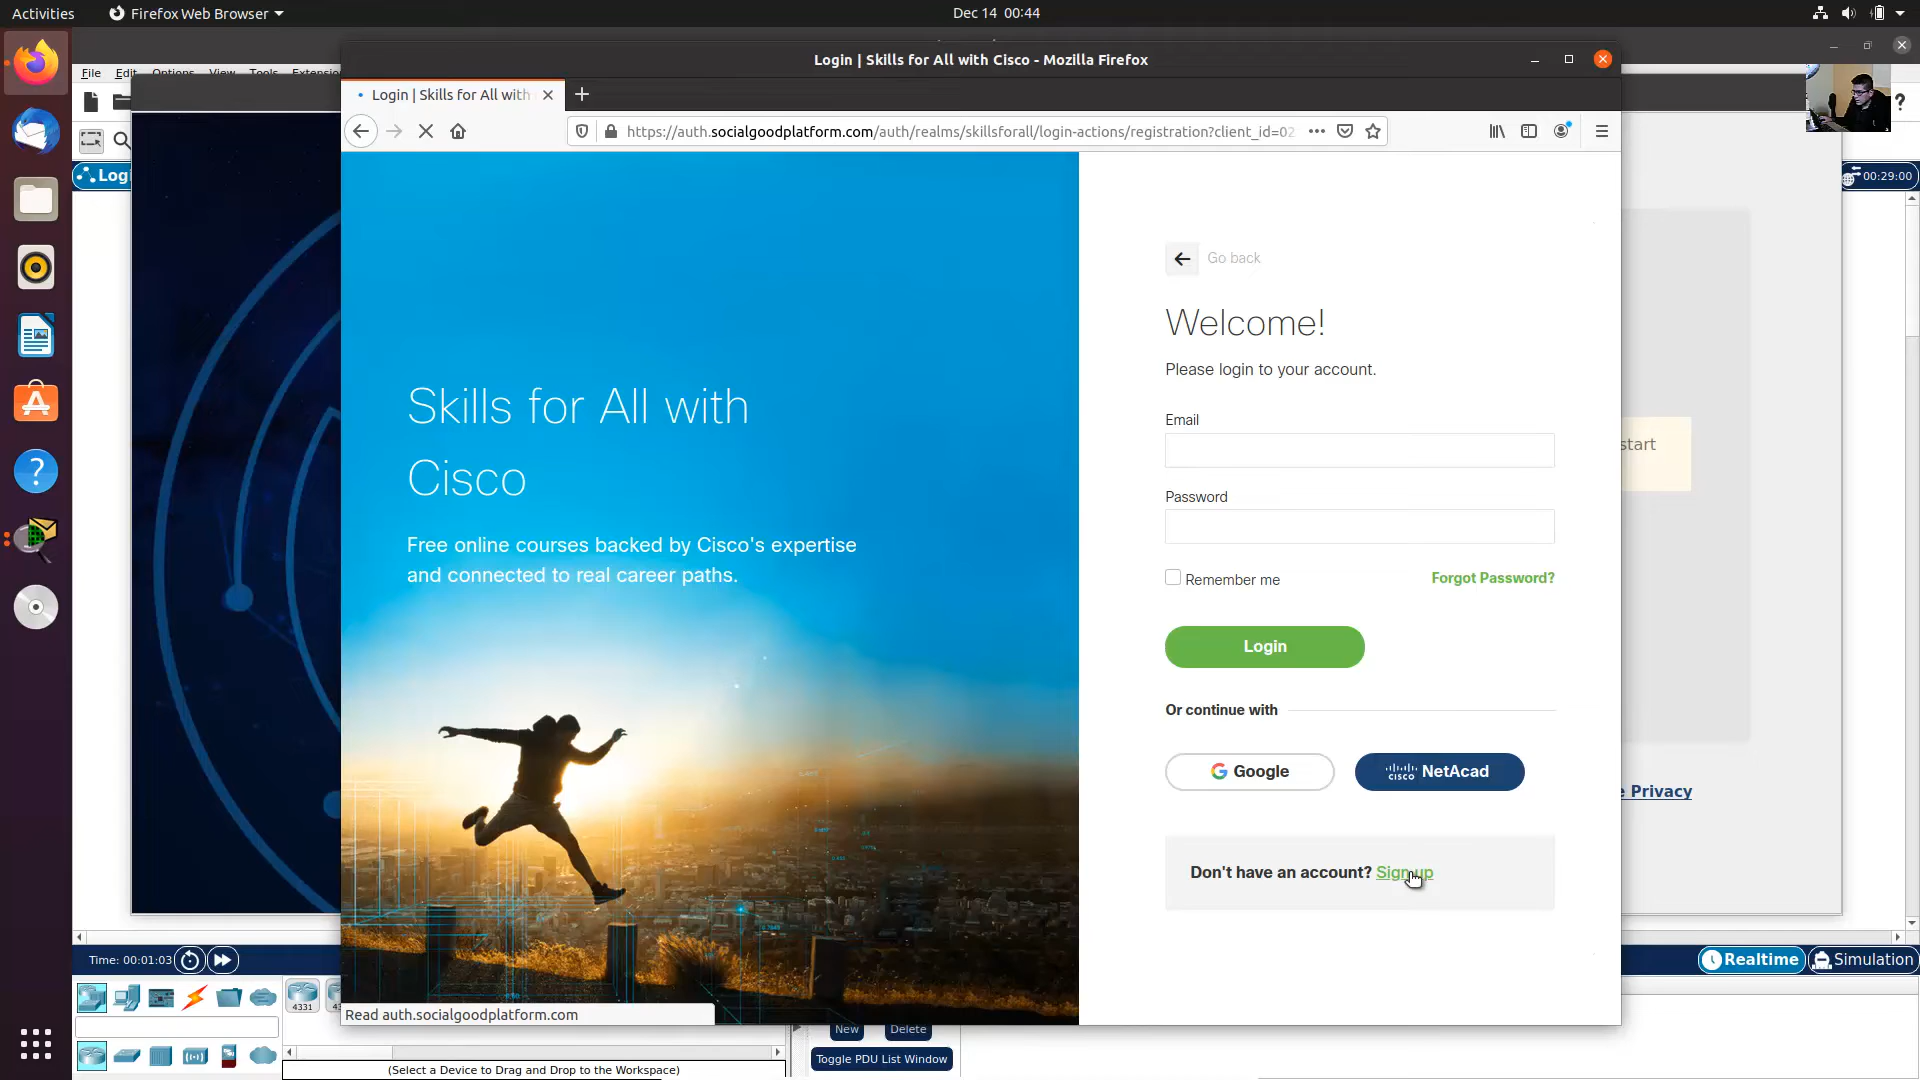 Activities
Firefox Web Browser
Dec 14 00:44
File
Edit
Options
View
Tools
Login | Skills for All with Cisco - Mozilla Firefox
Login | Skills for All with
https://auth.socialgoodplatform.com/auth/realms/skillsforall/login-actions/registration?client_id=02
00:29:00
Go back
Welcome!
Please login to your account.
Skills for All with
Cisco
Free online courses backed by Cisco's expertise
and connected to real career paths.
Email
Password
Remember me
Forgot Password?
Login
Or continue with
Google
CISCO NetAcad
Don't have an account? Sign up
start
Privacy
Read auth.socialgoodplatform.com
Time: 00:01:03
Realtime
Simulation
4331
New
Delete
Toggle PDU List Window
(Select a Device to Drag and Drop to the Workspace)